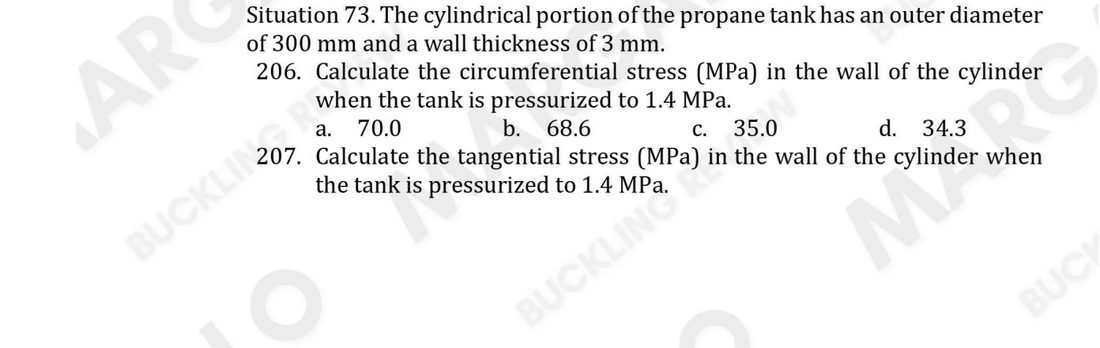 Situation 73. The cylindrical portion of the propane tank has an outer diameter
of 300 mm and a wall thickness of 3 mm.
206. Calculate the circumferential stress (MPa) in the wall of the cylinder
when the tank is pressurized to 1.4 MPa.
a. 70.0 b. 68.6 c. 35.0 d. 34.3
207. Calculate the tangential stress (MPa) in the wall of the cylinder when
the tank is pressurized to 1.4 MPa.